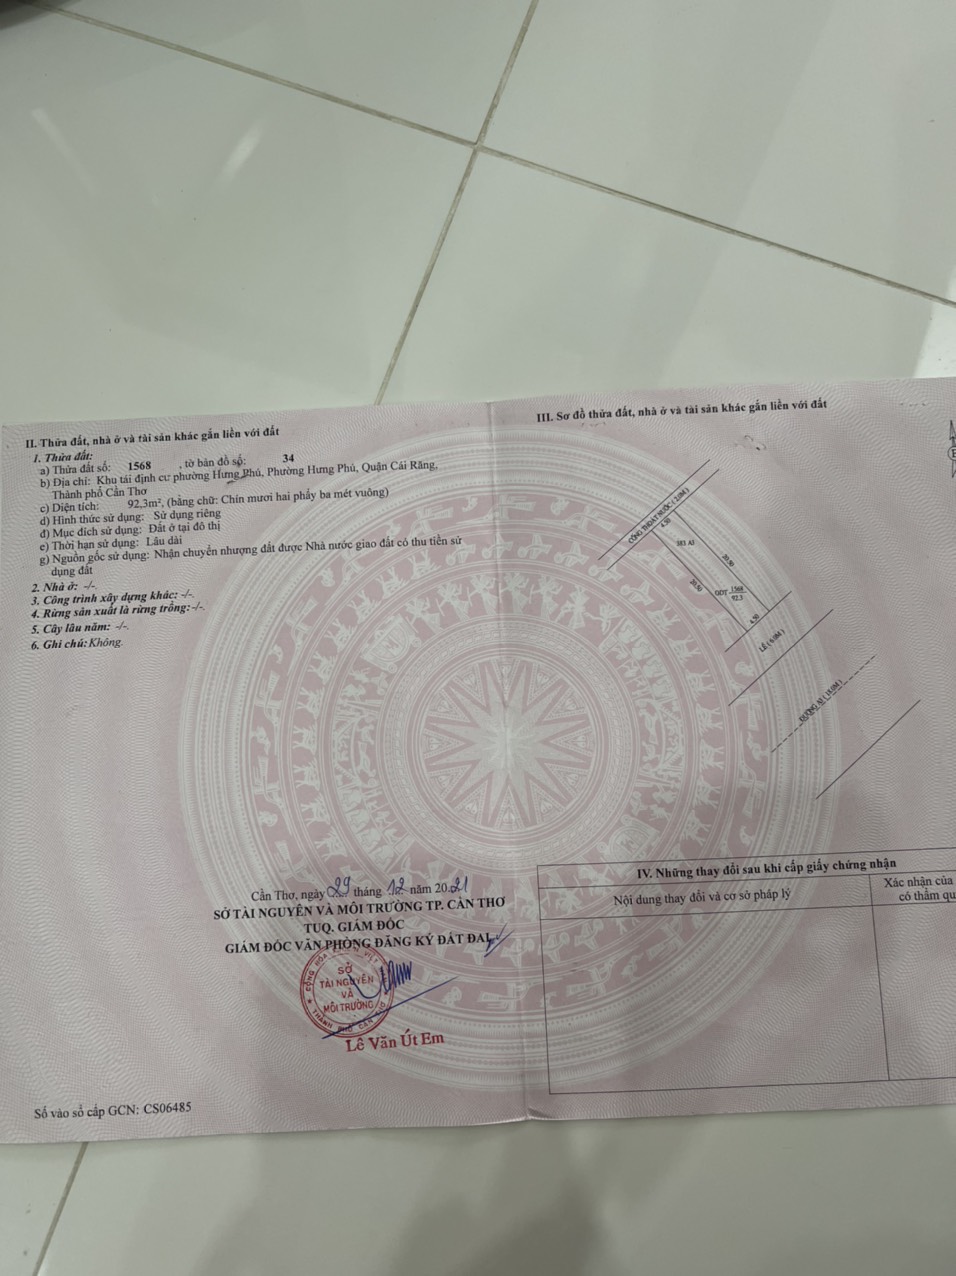 II. Thửa đất, nhà ở và tài sản khác gắn liền với đất
1. Thửa đất:
a) Thửa đất số: 1568 , tờ bản đồ số: 34
b) Địa chỉ: Khu tái định cư phường Hưng Phú, Phường Hưng Phú, Quận Cái Răng,
Thành phố Cần Thơ
c) Diện tích: 92,3m², (bằng chữ: Chín mươi hai phẩy ba mét vuông)
d) Hình thức sử dụng: Sử dụng riêng
đ) Mục đích sử dụng: Đất ở tại đô thị
e) Thời hạn sử dụng: Lâu dài
g) Nguồn gốc sử dụng: Nhận chuyển nhượng đất được Nhà nước giao đất có thu tiền sử
dụng đất
2. Nhà ở: -/-
3. Công trình xây dựng khác: -/-
4. Rừng sản xuất là rừng trồng: -/-
5. Cây lâu năm: -/-
6. Ghi chú: Không
Cần Thơ, ngày 29 tháng 12 năm 2021
SỞ TÀI NGUYÊN VÀ MÔI TRƯỜNG TP. CẦN THƠ
TUQ. GIÁM ĐỐC
GIÁM ĐỐC VĂN PHÒNG ĐĂNG KÝ ĐẤT ĐAI
SỞ
TÀI NGUYÊN
VÀ
MÔI TRƯỜNG
THÀNH PHỐ CẦN THƠ
Lê Văn Út Em
Số vào sổ cấp GCN: CS06485
III. Sơ đồ thửa đất, nhà ở và tài sản khác gắn liền với đất
CỐNG THOÁT NƯỚC ( 2.0M )
4.50
20.50
20.50
ODT 1568
92.3
4.50
LỀ ( 6.0M )
ĐƯỜNG A3 ( 18.0M )
IV. Những thay đổi sau khi cấp giấy chứng nhận
Nội dung thay đổi và cơ sở pháp lý
Xác nhận của
có thẩm qu